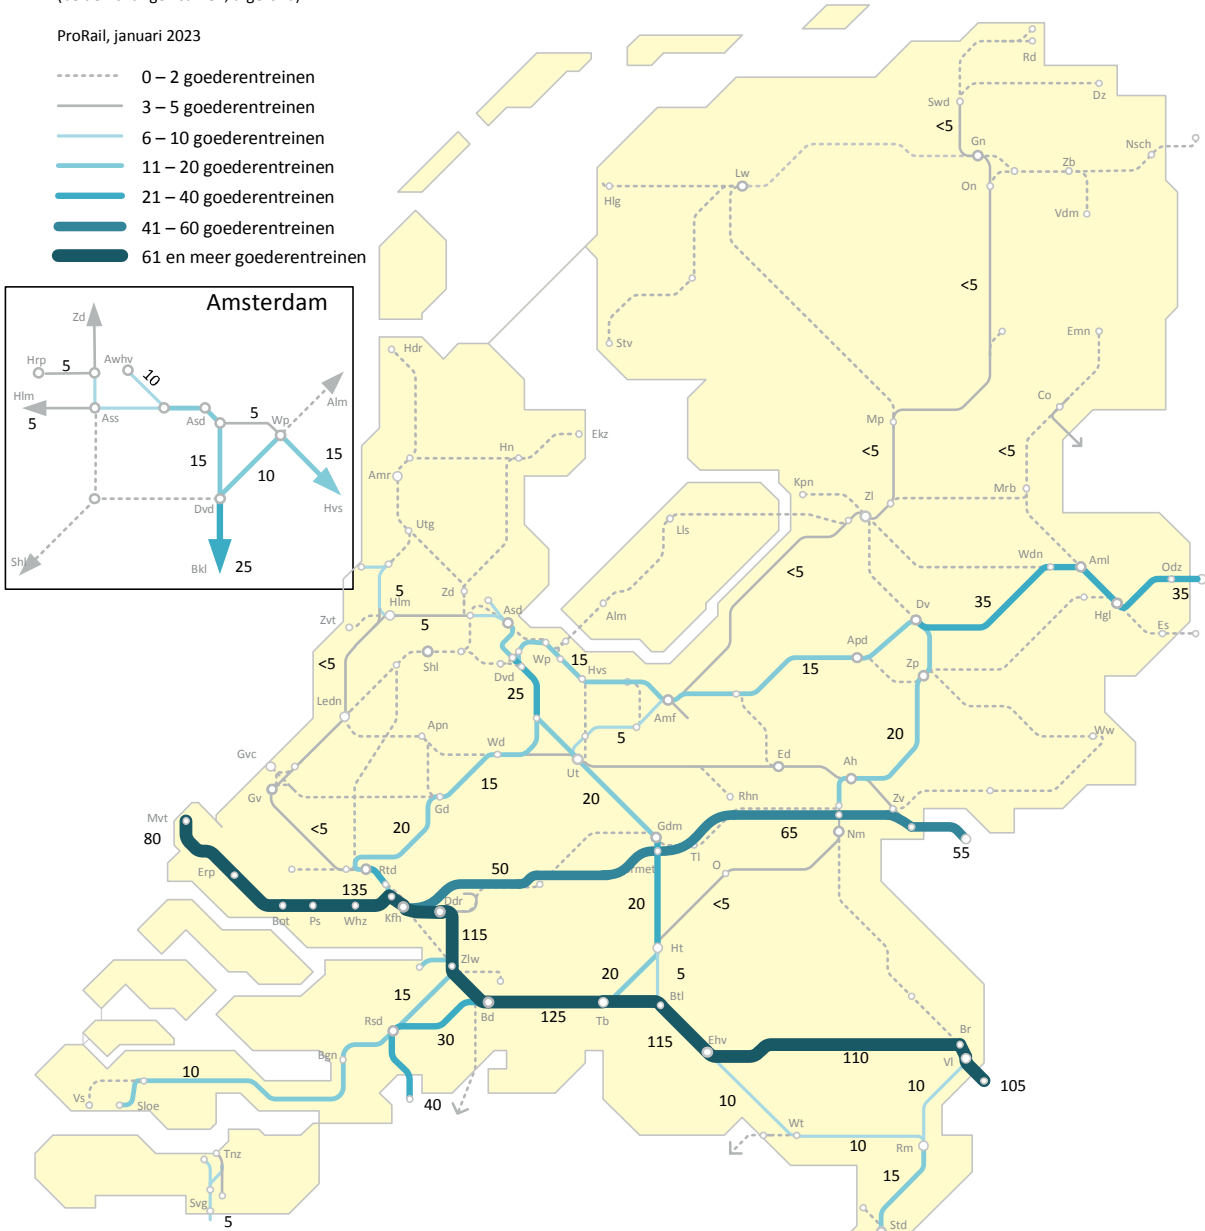 ProRail, januari 2023
0 – 2 goederentreinen
3 – 5 goederentreinen
6 – 10 goederentreinen
11 – 20 goederentreinen
21 – 40 goederentreinen
41 – 60 goederentreinen
61 en meer goederentreinen
Amsterdam
Zd
Hrp
5
Awhv
10
Alm
Hlm
5
Ass
Asd
5
Wp
15
15
10
Dvd
Hvs
Shl
Bkl
25
Rd
Dz
Swd
<5
Gn
Nsch
Zb
On
Vdm
Lw
Hlg
<5
Stv
Emn
Hdr
Co
Mp
Ekz
Hn
<5
<5
Amr
Kpn
Mrb
Zl
Utg
Lls
Wdn
Aml
Odz
<5
35
35
Zd
5
Hlm
5
Asd
Alm
Dv
Hgl
Es
Zvt
<5
Shl
Wp
15
Hvs
Apd
15
Zp
Dvd
25
Ledn
Amf
Apn
5
20
Ww
Gvc
Wd
Ut
Ed
Ah
Gv
15
20
Rhn
Zv
Gd
Mvt
80
<5
20
Gdm
65
Nm
55
Tl
Erp
Rtd
50
O
135
20
<5
Bot
Ps
Whz
Kfh
Ddr
115
Ht
Zlw
20
5
15
Btl
Bd
125
Tb
Rsd
30
115
Ehv
Br
Bgn
110
Vl
10
10
105
Vs
Sloe
40
10
Wt
10
Rm
Tnz
15
Svg
5
Std